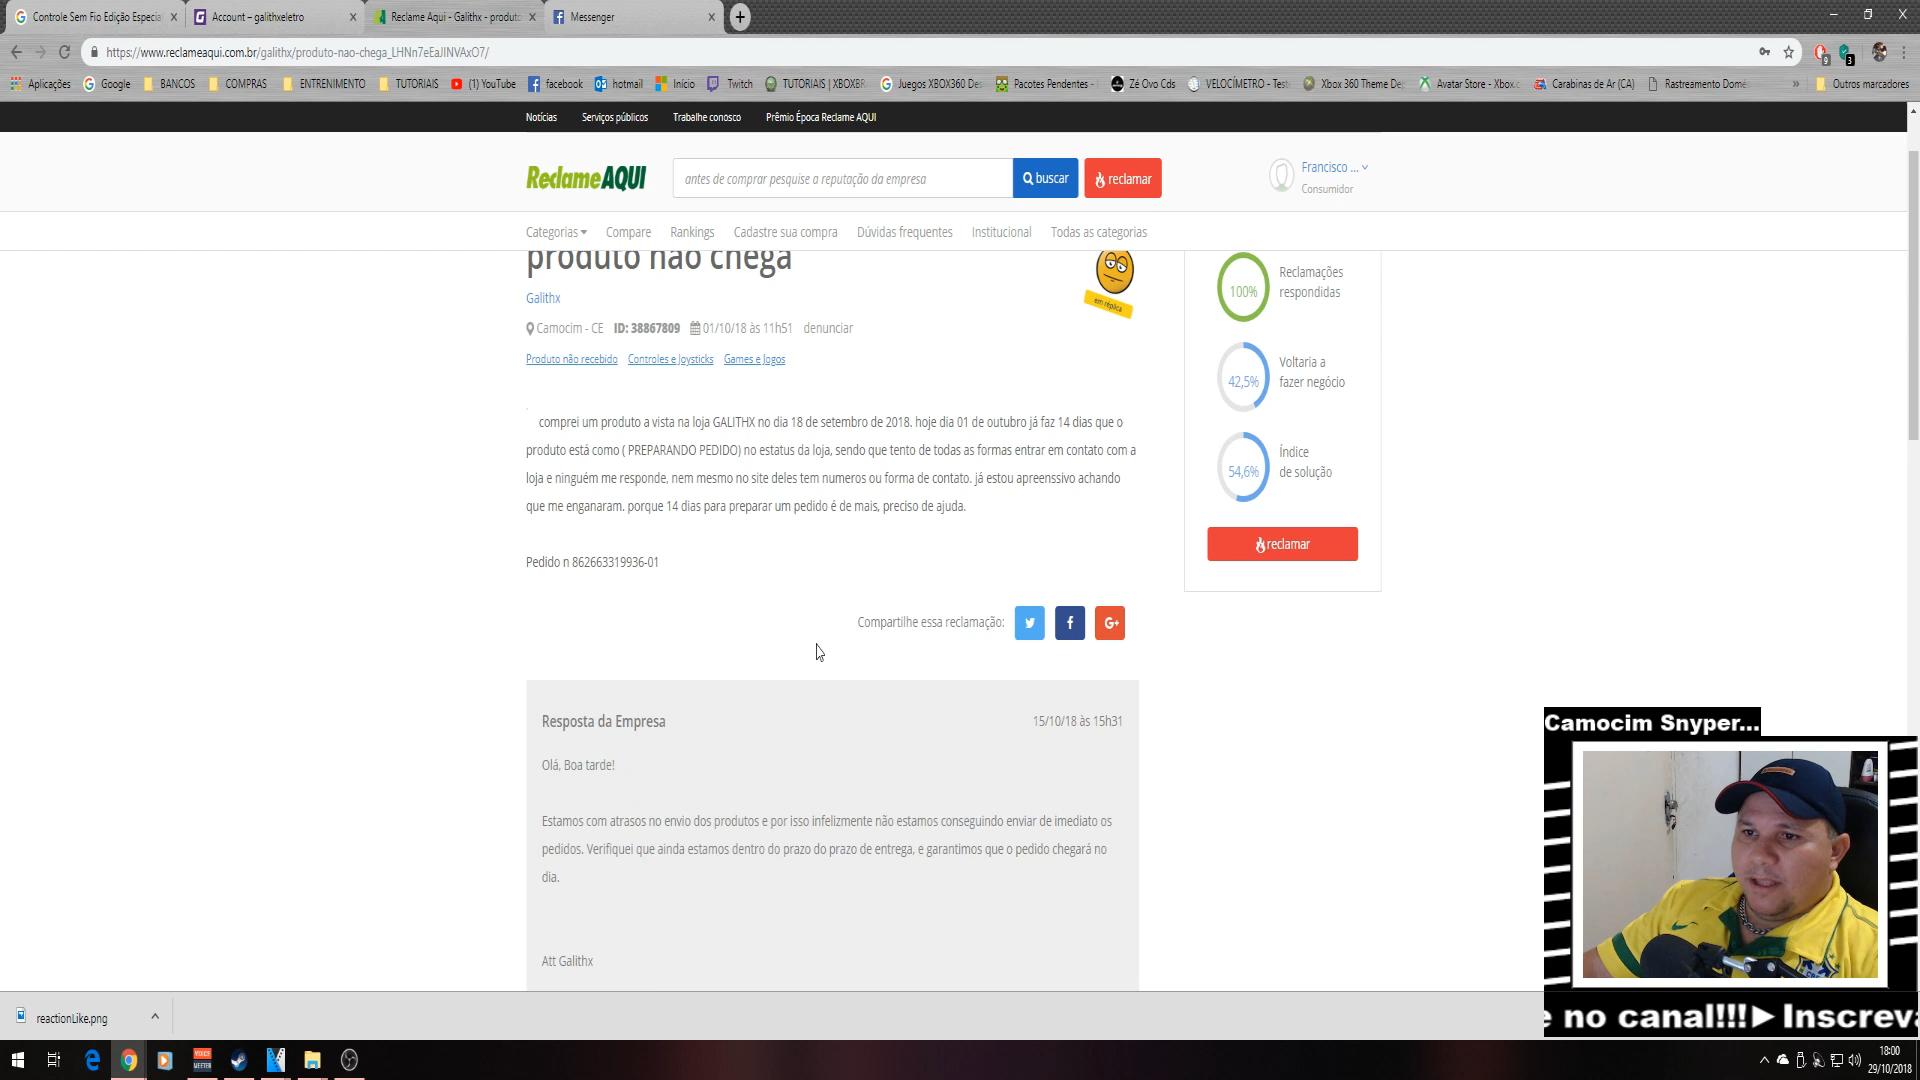 Controle Sem Fio Edição Especia
Account – galithxeletro
Reclame Aqui - Galithx - produto
Messenger
https://www.reclameaqui.com.br/galithx/produto-nao-chega_LHNn7eEaJlNVAxO7/
9
3
Aplicações
Google
BANCOS
COMPRAS
ENTRENIMENTO
TUTORIAIS
(1) YouTube
facebook
hotmail
Início
Twitch
TUTORIAIS | XBOXBR
Juegos XBOX360 Des
Pacotes Pendentes -
Zé Ovo Cds
VELOCÍMETRO - Test
Xbox 360 Theme De
Avatar Store - Xbox.c
Carabinas de Ar (CA)
Rastreamento Domé
»
Outros marcadores
Notícias
Serviços públicos
Trabalhe conosco
Prêmio Época Reclame AQUI
ReclameAQUI
antes de comprar pesquise a reputação da empresa
buscar
reclamar
Francisco ...
Consumidor
Categorias
Compare
Rankings
Cadastre sua compra
Dúvidas frequentes
Institucional
Todas as categorias
produto não chega
em réplica
Galithx
Camocim - CE ID: 38867809 01/10/18 às 11h51 denunciar
Produto não recebido Controles e Joysticks Games e Jogos
comprei um produto a vista na loja GALITHX no dia 18 de setembro de 2018. hoje dia 01 de outubro já faz 14 dias que o
produto está como ( PREPARANDO PEDIDO) no estatus da loja, sendo que tento de todas as formas entrar em contato com a
loja e ninguém me responde, nem mesmo no site deles tem numeros ou forma de contato. já estou apreenssivo achando
que me enganaram. porque 14 dias para preparar um pedido é de mais, preciso de ajuda.
Pedido n 862663319936-01
Compartilhe essa reclamação:
100%
Reclamações
respondidas
42,5%
Voltaria a
fazer negócio
54,6%
Índice
de solução
reclamar
Resposta da Empresa
15/10/18 às 15h31
Olá, Boa tarde!
Estamos com atrasos no envio dos produtos e por isso infelizmente não estamos conseguindo enviar de imediato os
pedidos. Verifiquei que ainda estamos dentro do prazo do prazo de entrega, e garantimos que o pedido chegará no
dia.
Att Galithx
Camocim Snyper...
e no canal!!!► Inscreva
reactionLike.png
VOICE
MEETER
18:00
29/10/2018